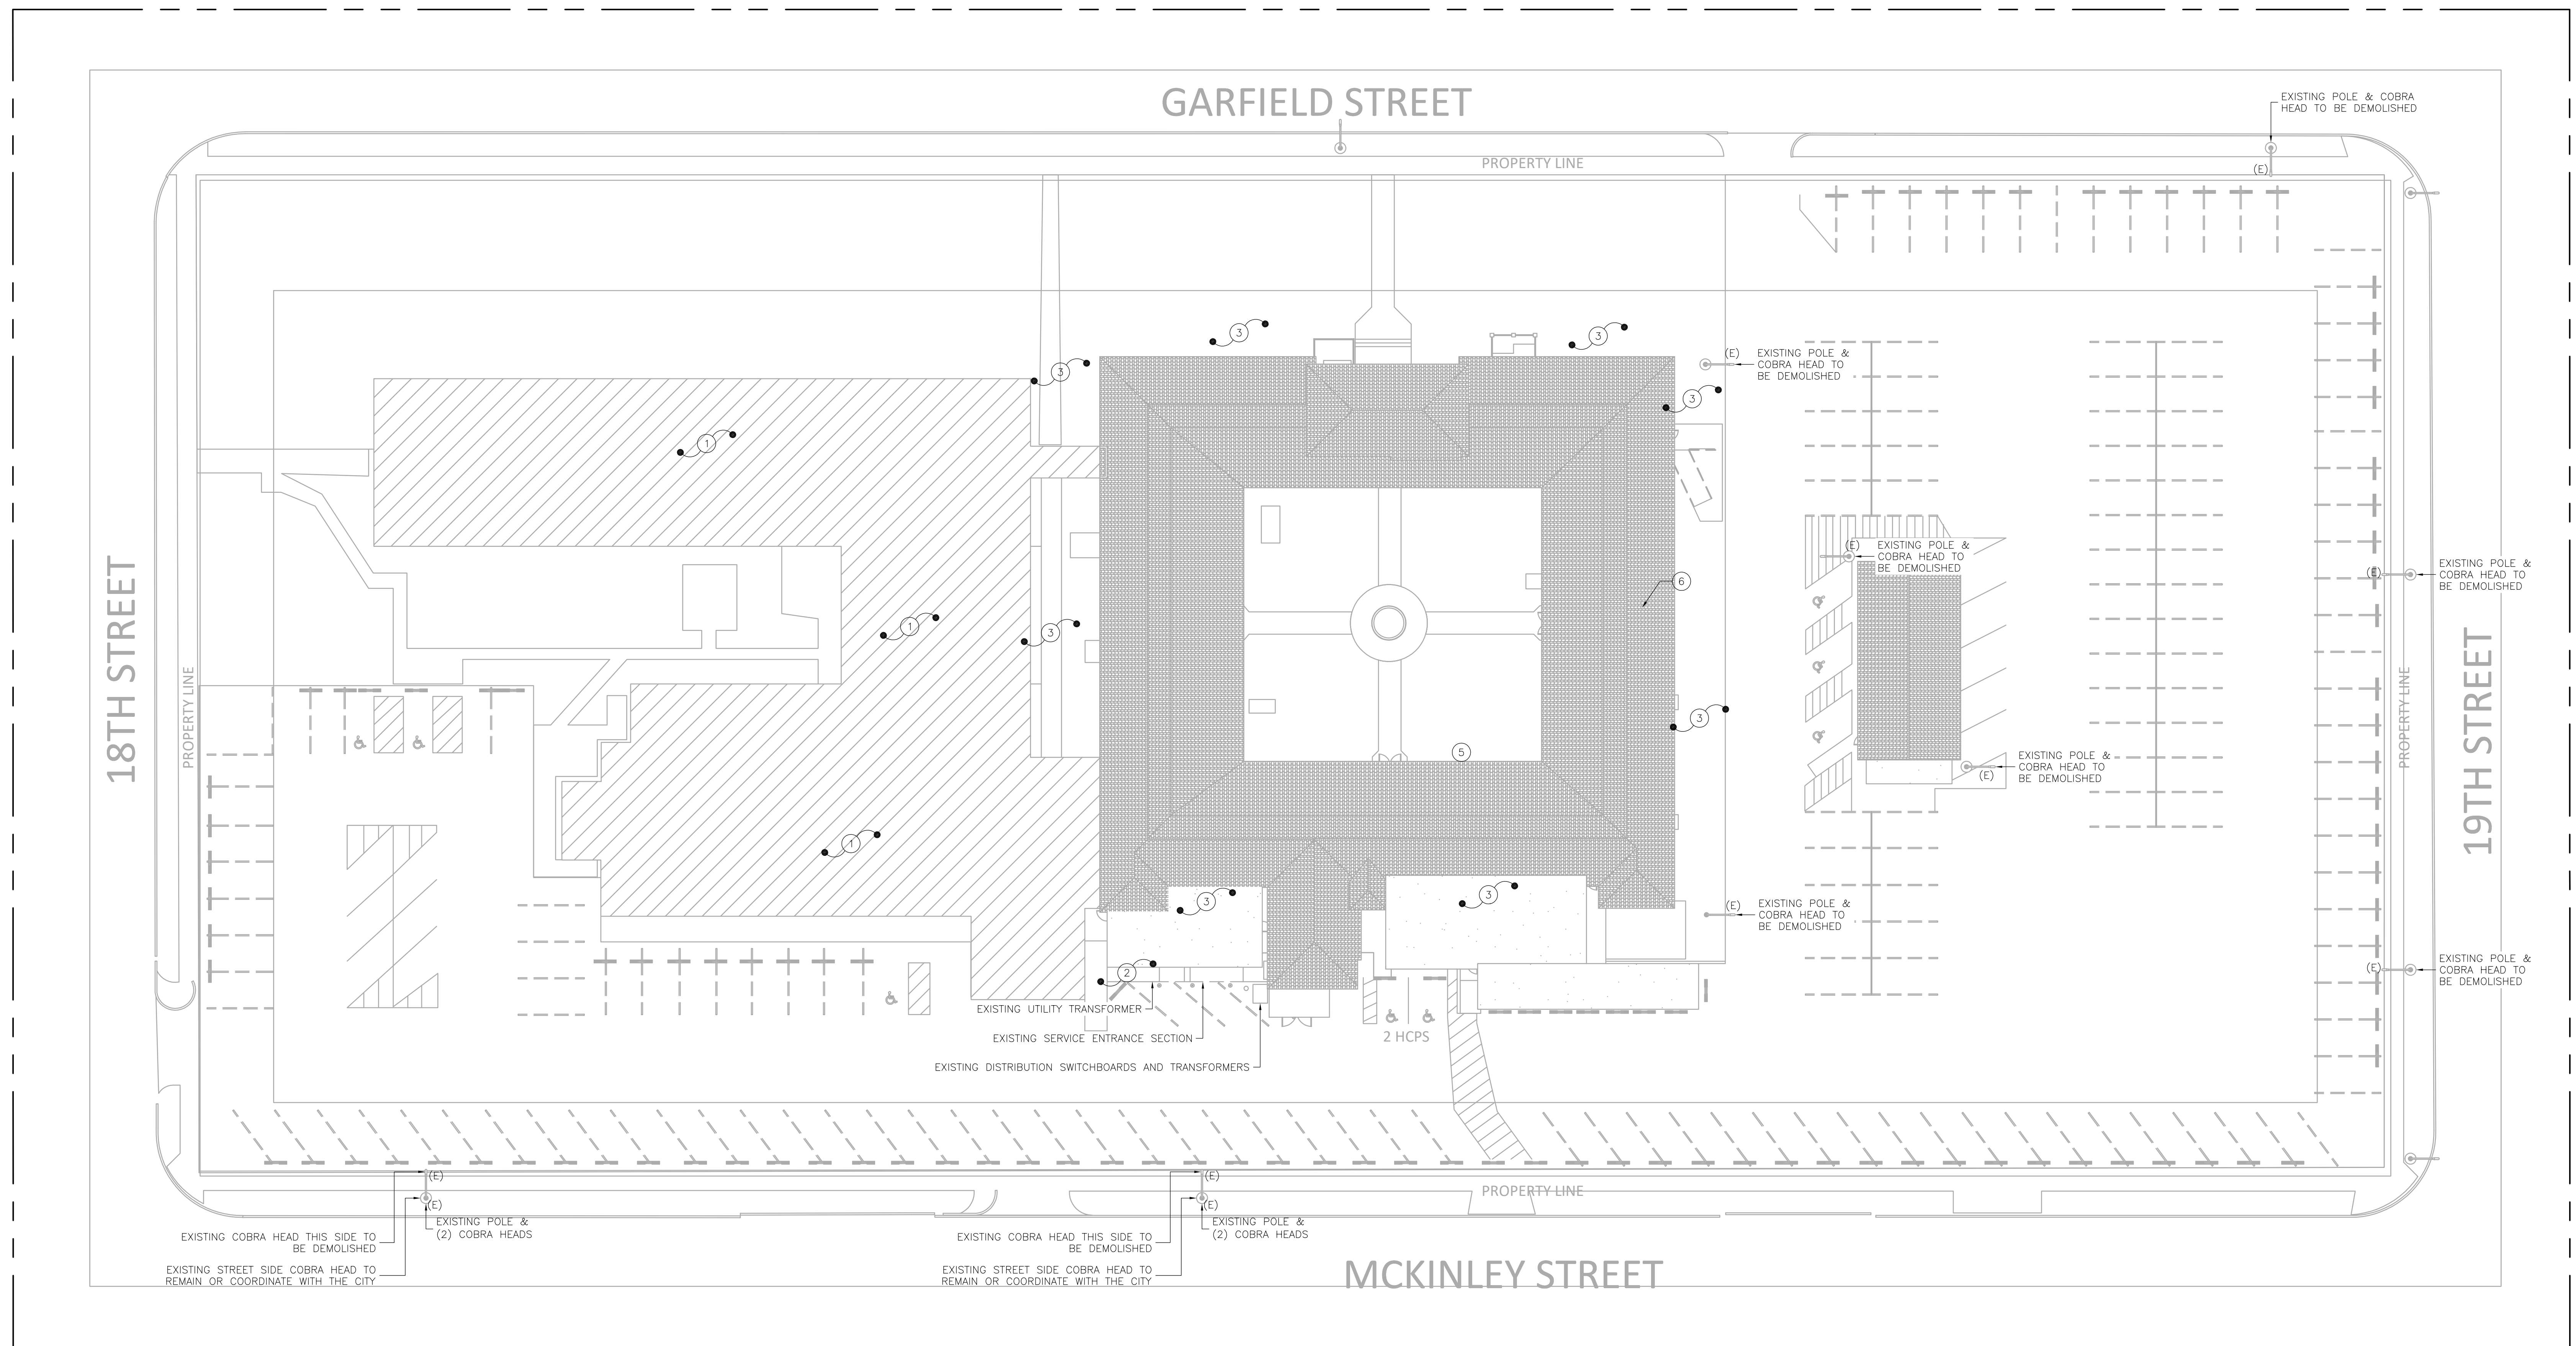 GARFIELD STREET
EXISTING POLE & COBRA
HEAD TO BE DEMOLISHED
PROPERTY LINE
(E)
3
3
3
(E)
EXISTING POLE &
COBRA HEAD TO
BE DEMOLISHED
3
1
(E)
EXISTING POLE &
COBRA HEAD TO
BE DEMOLISHED
(E)
EXISTING POLE &
COBRA HEAD TO
BE DEMOLISHED
6
1
3
18TH STREET
PROPERTY LINE
PROPERTY LINE
19TH STREET
3
5
EXISTING POLE &
COBRA HEAD TO
BE DEMOLISHED
(E)
1
3
3
(E)
EXISTING POLE &
COBRA HEAD TO
BE DEMOLISHED
(E)
EXISTING POLE &
COBRA HEAD TO
BE DEMOLISHED
2
EXISTING UTILITY TRANSFORMER
EXISTING SERVICE ENTRANCE SECTION
2 HCPS
EXISTING DISTRIBUTION SWITCHBOARDS AND TRANSFORMERS
(E)
(E)
PROPERTY LINE
(E)
(E)
EXISTING POLE &
(2) COBRA HEADS
EXISTING POLE &
(2) COBRA HEADS
EXISTING COBRA HEAD THIS SIDE TO
BE DEMOLISHED
EXISTING COBRA HEAD THIS SIDE TO
BE DEMOLISHED
EXISTING STREET SIDE COBRA HEAD TO
REMAIN OR COORDINATE WITH THE CITY
EXISTING STREET SIDE COBRA HEAD TO
REMAIN OR COORDINATE WITH THE CITY
MCKINLEY STREET